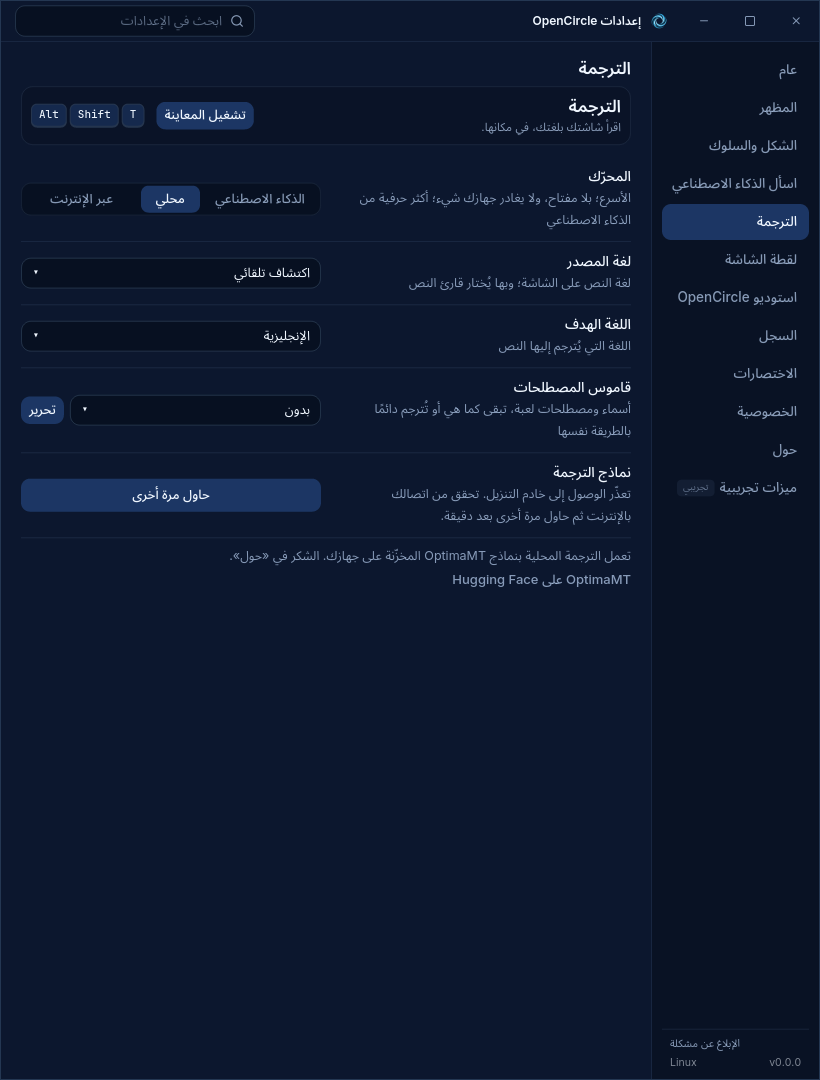 إعدادات OpenCircle
ابحث في الإعدادات
عام
المظهر
الشكل والسلوك
اسأل الذكاء الاصطناعي
الترجمة
لقطة الشاشة
استوديو OpenCircle
السجل
الاختصارات
الخصوصية
حول
ميزات تجريبية تجريبي
الإبلاغ عن مشكلة
v0.0.0 Linux
الترجمة
الترجمة
اقرأ شاشتك بلغتك، في مكانها.
تشغيل المعاينة
Alt Shift T
المحرّك
الأسرع؛ بلا مفتاح، ولا يغادر جهازك شيء؛ أكثر حرفية من
الذكاء الاصطناعي
الذكاء الاصطناعي محلي عبر الإنترنت
لغة المصدر
لغة النص على الشاشة؛ وبها يُختار قارئ النص
اكتشاف تلقائي
اللغة الهدف
اللغة التي يُترجم إليها النص
الإنجليزية
قاموس المصطلحات
أسماء ومصطلحات لعبة، تبقى كما هي أو تُترجم دائمًا
بالطريقة نفسها
بدون
تحرير
نماذج الترجمة
تعذّر الوصول إلى خادم التنزيل. تحقق من اتصالك
بالإنترنت ثم حاول مرة أخرى بعد دقيقة.
حاول مرة أخرى
تعمل الترجمة المحلية بنماذج OptimaMT المخزّنة على جهازك. الشكر في «حول».
OptimaMT على Hugging Face